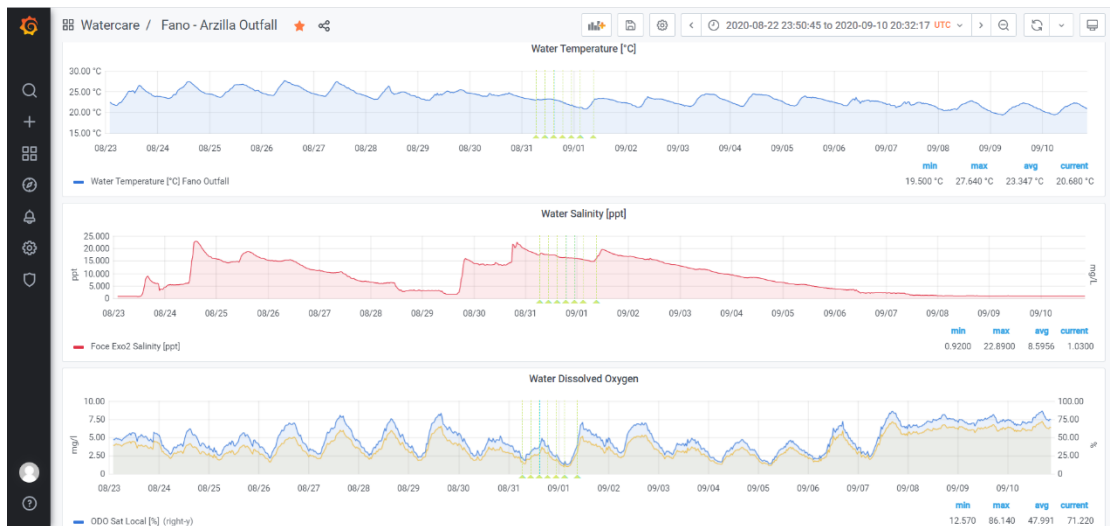 Watercare / Fano - Arzilla Outfall
2020-08-22 23:50:45 to 2020-09-10 20:32:17 UTC
Water Temperature [°C]
30.00 °C
25.00 °C
20.00 °C
15.00 °C
08/23 08/24 08/25 08/26 08/27 08/28 08/29 08/30 08/31 09/01 09/02 09/03 09/04 09/05 09/06 09/07 09/08 09/09 09/10
min max avg current
Water Temperature [°C] Fano Outfall 19.500 °C 27.640 °C 23.347 °C 20.680 °C
Water Salinity [ppt]
25.000
20.000
15.000
10.000
5.000
0
ppt
mg/L
08/23 08/24 08/25 08/26 08/27 08/28 08/29 08/30 08/31 09/01 09/02 09/03 09/04 09/05 09/06 09/07 09/08 09/09 09/10
min max avg current
Foce Exo2 Salinity [ppt] 0.9200 22.8900 8.5956 1.0300
Water Dissolved Oxygen
10.00 100.00
7.50 75.00
5.00 50.00
2.50 25.00
0 0
mg/l
%
08/23 08/24 08/25 08/26 08/27 08/28 08/29 08/30 08/31 09/01 09/02 09/03 09/04 09/05 09/06 09/07 09/08 09/09 09/10
min max avg current
ODO Sat Local [%] (right-y) 12.570 86.140 47.991 71.220